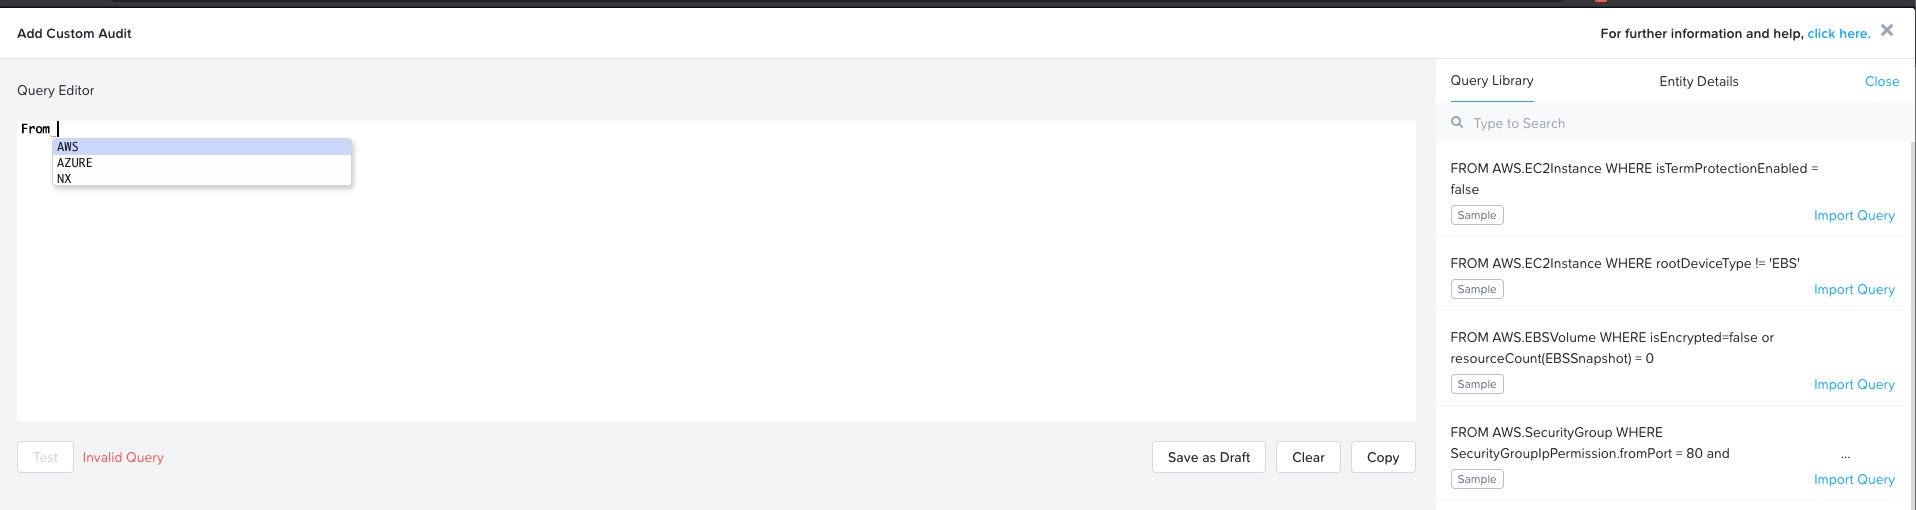 Add Custom Audit
For further information and help, click here.
Query Editor
From
AWS
AZURE
NX
Test
Invalid Query
Save as Draft
Clear
Copy
Query Library
Entity Details
Close
Type to Search
FROM AWS.EC2Instance WHERE isTermProtectionEnabled =
false
Sample
Import Query
FROM AWS.EC2Instance WHERE rootDeviceType != 'EBS'
Sample
Import Query
FROM AWS.EBSVolume WHERE isEncrypted=false or
resourceCount(EBSSnapshot) = 0
Sample
Import Query
FROM AWS.SecurityGroup WHERE
SecurityGroupIpPermission.fromPort = 80 and ...
Sample
Import Query